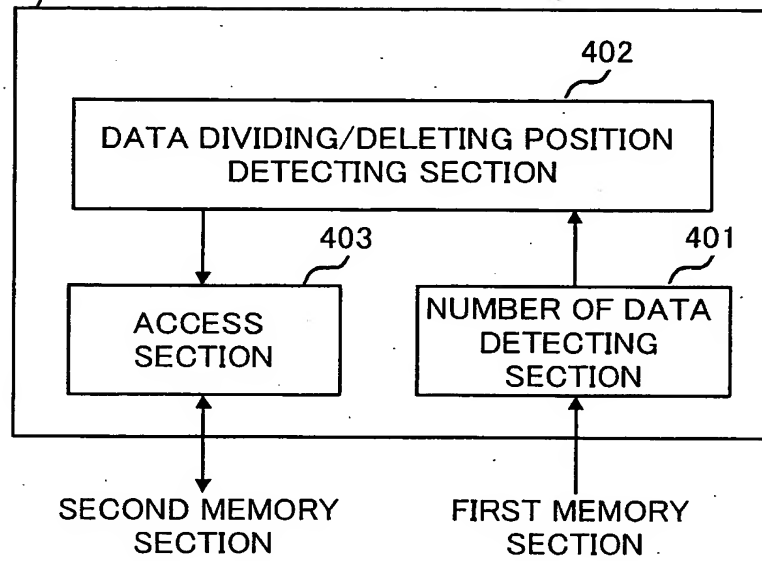 402
DATA DIVIDING/DELETING POSITION
DETECTING SECTION
403
401
ACCESS
SECTION
NUMBER OF DATA
DETECTING
SECTION
SECOND MEMORY
SECTION
FIRST MEMORY
SECTION